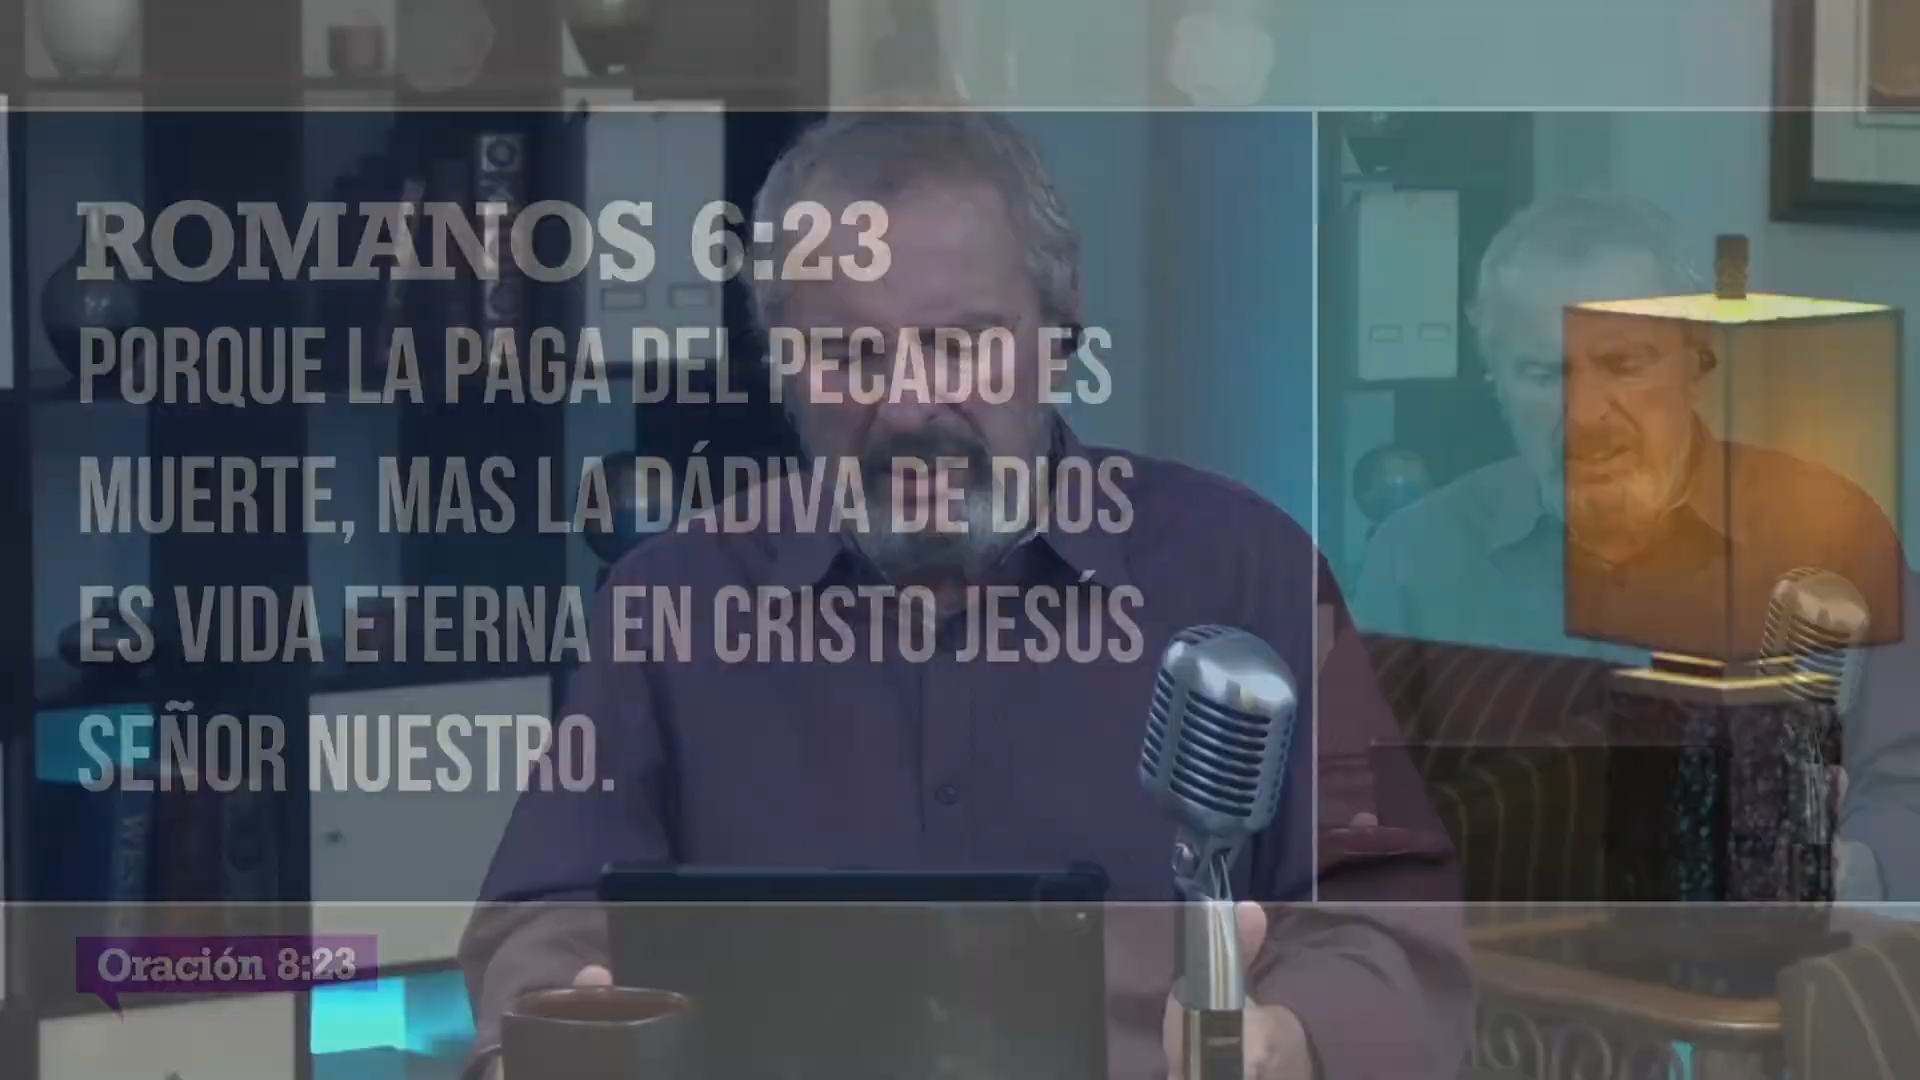 ROMANOS 6:23
PORQUE LA PAGA DEL PECADO ES
MUERTE, MAS LA DÁDIVA DE DIOS
ES VIDA ETERNA EN CRISTO JESÚS
SEÑOR NUESTRO.
Oración 8:23